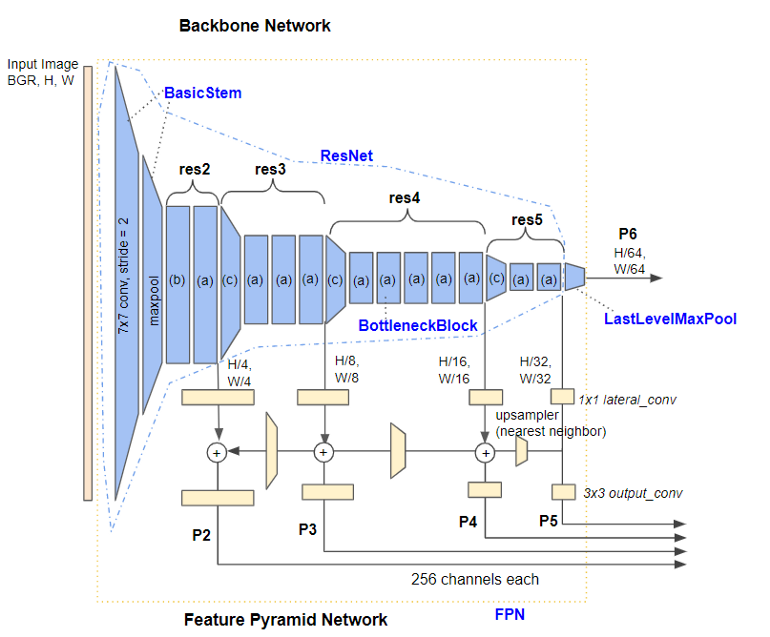 Backbone Network
Input Image
BGR, H, W
BasicStem
ResNet
res2
res3
res4
res5
P6
H/64,
W/64
7x7 conv, stride = 2
maxpool
(b)
(a)
(c)
(a)
(a)
(a)
(c)
(a)
(a)
(a)
(a)
(a)
(c)
(a)
(a)
BottleneckBlock
LastLevelMaxPool
H/4,
W/4
H/8,
W/8
H/16,
W/16
H/32,
W/32
1x1 lateral_conv
upsampler
(nearest neighbor)
+
+
+
3x3 output_conv
P2
P3
P4
P5
256 channels each
Feature Pyramid Network
FPN